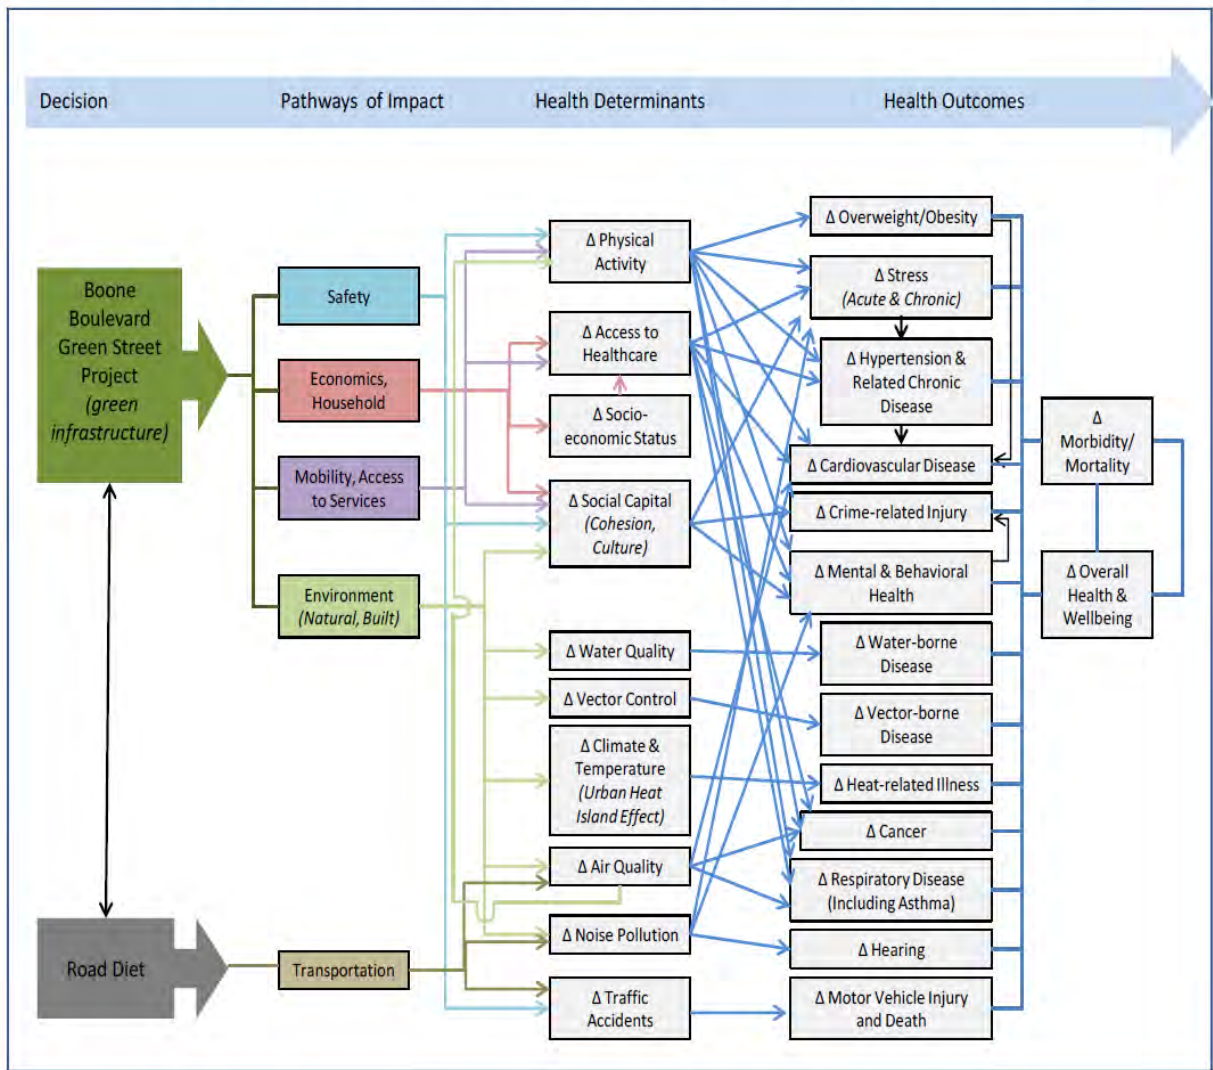 Decision
Pathways of Impact
Health Determinants
Health Outcomes
Boone
Boulevard
Green Street
Project
(green
infrastructure)
Road Diet
Safety
Economics,
Household
Mobility, Access
to Services
Environment
(Natural, Built)
Transportation
Δ Physical
Activity
Δ Access to
Healthcare
Δ Socio-
economic Status
Δ Social Capital
(Cohesion,
Culture)
Δ Water Quality
Δ Vector Control
Δ Climate &
Temperature
(Urban Heat
Island Effect)
Δ Air Quality
Δ Noise Pollution
Δ Traffic
Accidents
Δ Overweight/Obesity
Δ Stress
(Acute & Chronic)
Δ Hypertension &
Related Chronic
Disease
Δ Cardiovascular Disease
Δ Crime-related Injury
Δ Mental & Behavioral
Health
Δ Water-borne
Disease
Δ Vector-borne
Disease
Δ Heat-related Illness
Δ Cancer
Δ Respiratory Disease
(Including Asthma)
Δ Hearing
Δ Motor Vehicle Injury
and Death
Δ
Morbidity/
Mortality
Δ Overall
Health &
Wellbeing